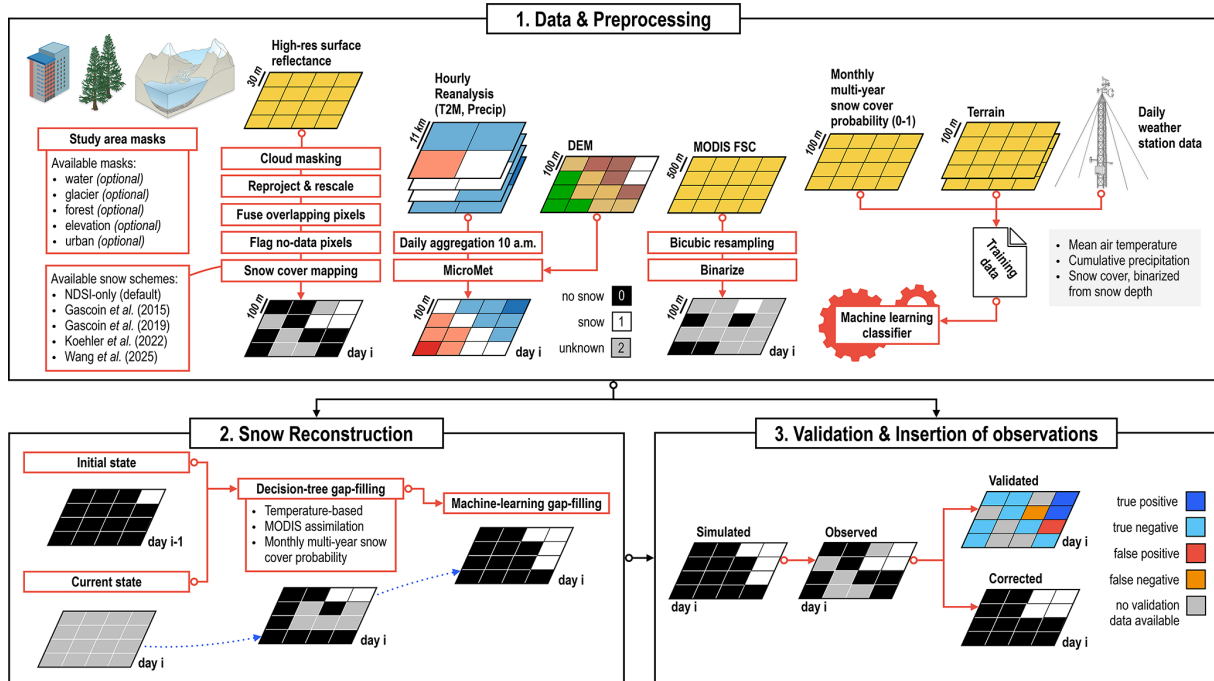 1. Data & Preprocessing
High-res surface
reflectance
30 m
Study area masks
Available masks:
• water (optional)
• glacier (optional)
• forest (optional)
• elevation (optional)
• urban (optional)
Available snow schemes:
• NDSI-only (default)
• Gascoin et al. (2015)
• Gascoin et al. (2019)
• Koehler et al. (2022)
• Wang et al. (2025)
Cloud masking
Reproject & rescale
Fuse overlapping pixels
Flag no-data pixels
Snow cover mapping
100 m
day i
Hourly
Reanalysis
(T2M, Precip)
11 km
Daily aggregation 10 a.m.
MicroMet
100 m
day i
DEM
100 m
no snow 0
snow 1
unknown 2
MODIS FSC
500 m
Bicubic resampling
Binarize
100 m
day i
Monthly
multi-year
snow cover
probability (0-1)
100 m
Terrain
100 m
Daily
weather
station data
Training
data
• Mean air temperature
• Cumulative precipitation
• Snow cover, binarized
from snow depth
Machine learning
classifier
2. Snow Reconstruction
Initial state
day i-1
Current state
day i
Decision-tree gap-filling
• Temperature-based
• MODIS assimilation
• Monthly multi-year snow
cover probability
day i
Machine-learning gap-filling
day i
3. Validation & Insertion of observations
Simulated
day i
Observed
day i
Validated
day i
Corrected
day i
true positive
true negative
false positive
false negative
no validation
data available